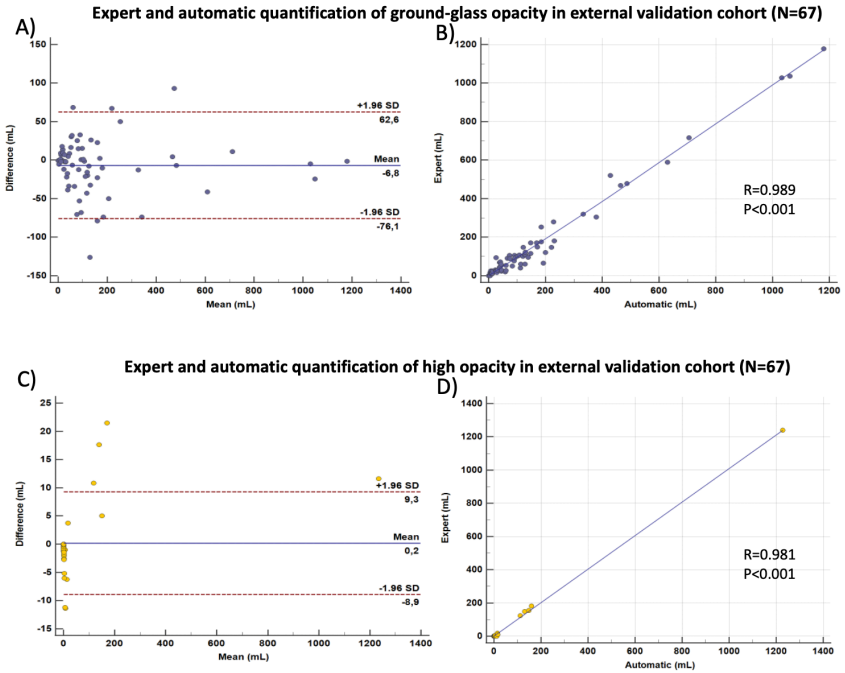 Expert and automatic quantification of ground-glass opacity in external validation cohort (N=67)
A)
B)
150
100
50
0
-50
-100
-150
Difference (mL)
+1.96 SD
62,6
Mean
-6,8
-1.96 SD
-76,1
0 200 400 600 800 1000 1200 1400
Mean (mL)
1200
1000
800
600
400
200
0
Expert (mL)
R=0.989
P<0.001
0 200 400 600 800 1000 1200
Automatic (mL)
Expert and automatic quantification of high opacity in external validation cohort (N=67)
C)
D)
25
20
15
10
5
0
-5
-10
-15
Difference (mL)
+1.96 SD
9,3
Mean
0,2
-1.96 SD
-8,9
0 200 400 600 800 1000 1200 1400
Mean (mL)
1400
1200
1000
800
600
400
200
0
Expert (mL)
R=0.981
P<0.001
0 200 400 600 800 1000 1200 1400
Automatic (mL)